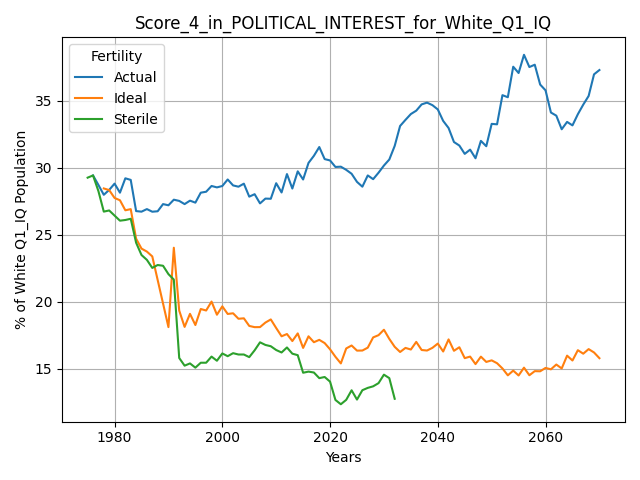 Score_4_in_POLITICAL_INTEREST_for_White_Q1_IQ
Fertility
Actual
Ideal
Sterile
% of White Q1_IQ Population
35
30
25
20
15
1980
2000
2020
2040
2060
Years